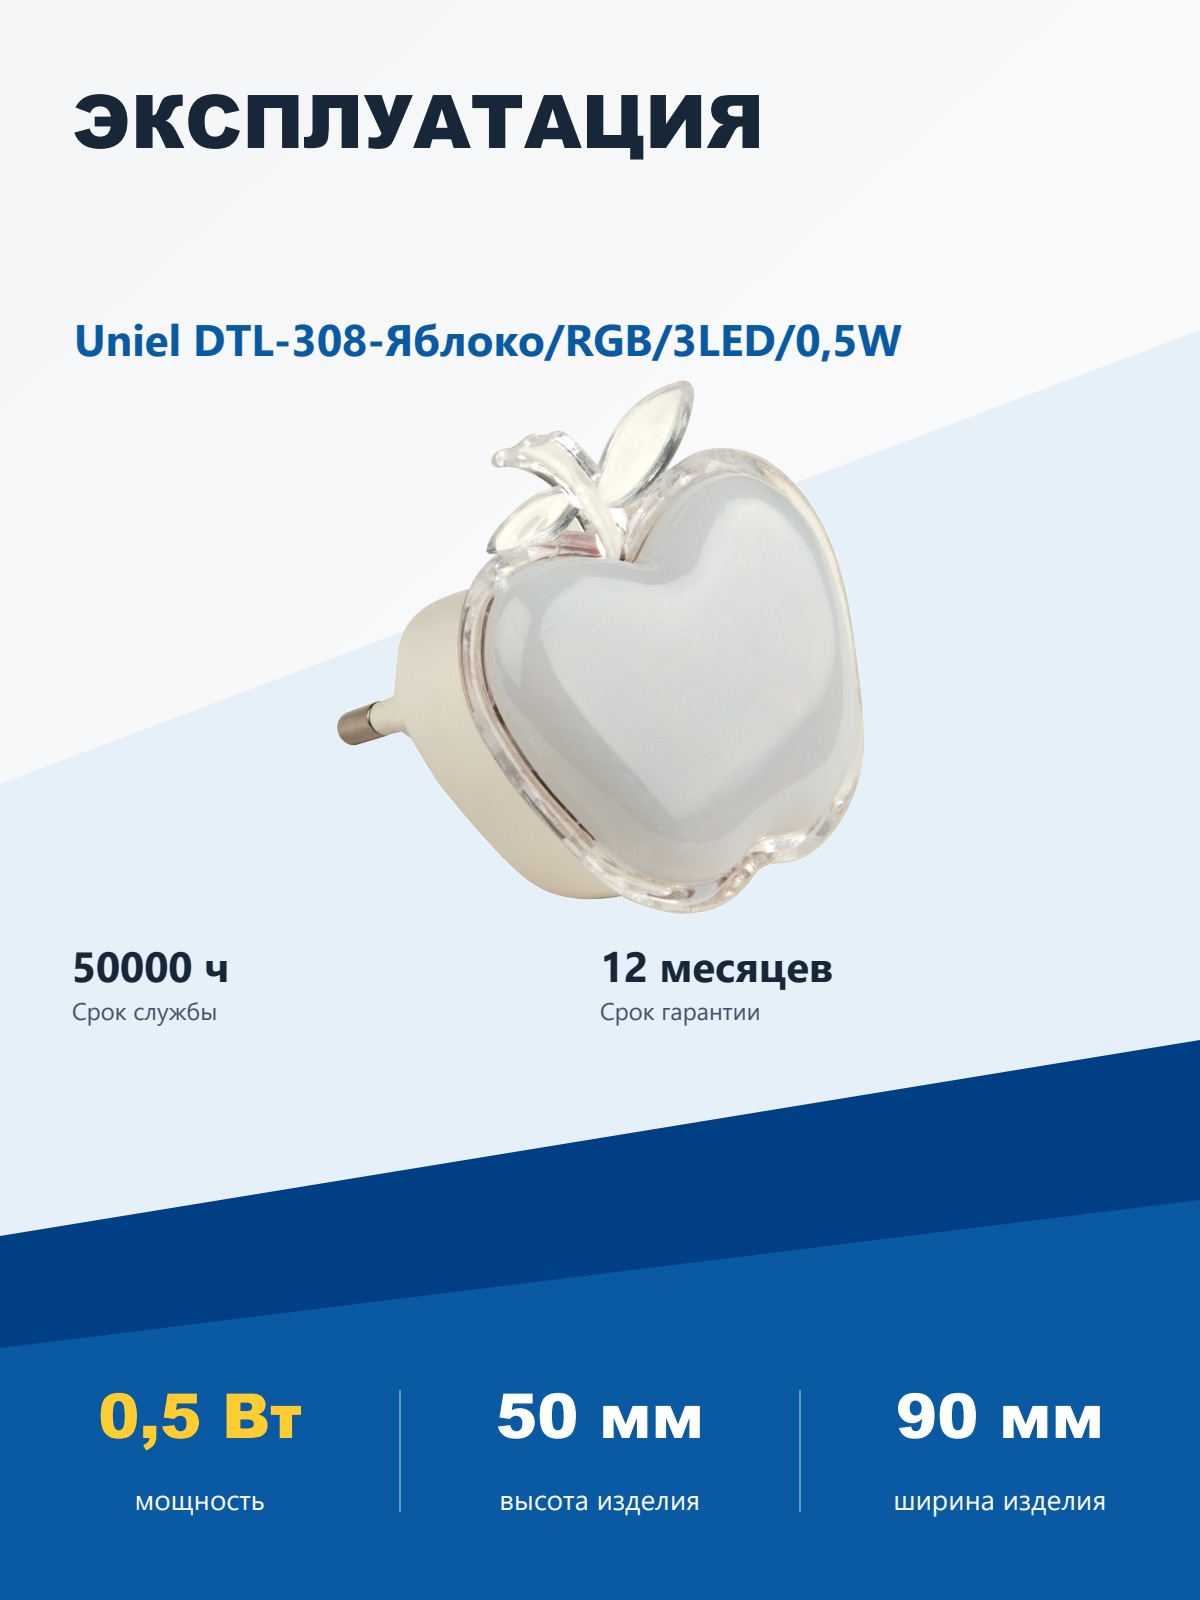 ЭКСПЛУАТАЦИЯ
Uniel DTL-308-Яблоко/RGB/3LED/0,5W
50000 ч
Срок службы
12 месяцев
Срок гарантии
0,5 Вт
мощность
50 мм
высота изделия
90 мм
ширина изделия